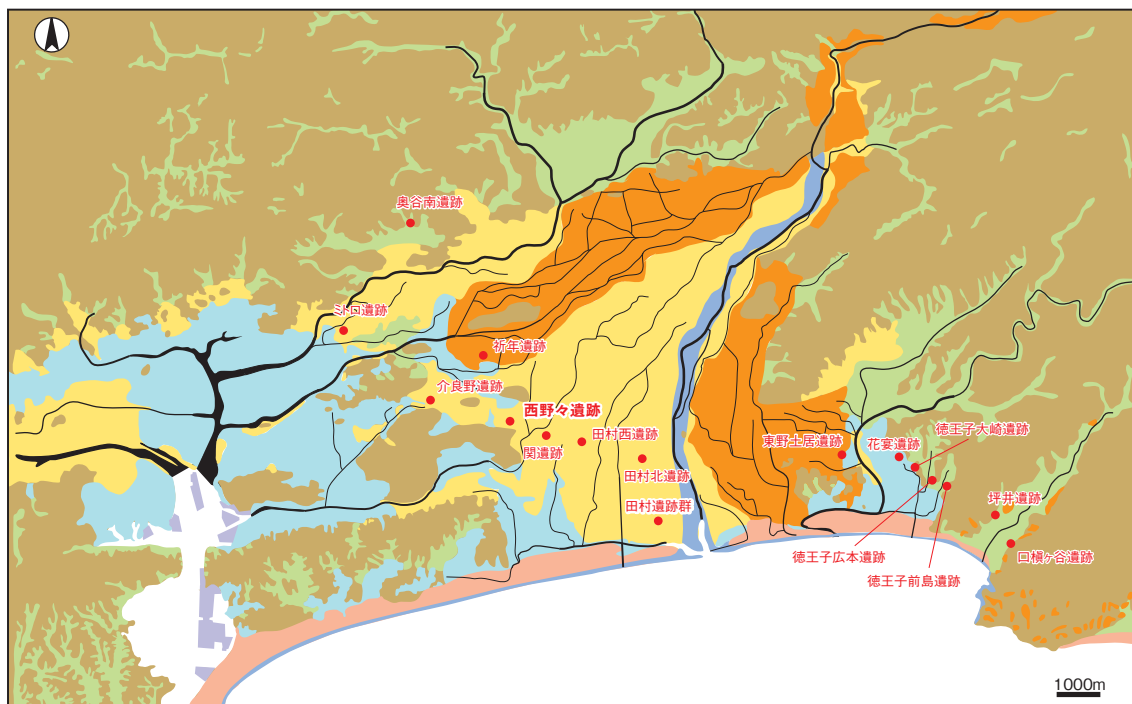 奥谷南遺跡
ミトロ遺跡
祈年遺跡
介良野遺跡
西野々遺跡
関遺跡
田村西遺跡
田村北遺跡
田村遺跡群
東野土居遺跡
花宴遺跡
徳王子大崎遺跡
坪井遺跡
徳王子広本遺跡
口槇ヶ谷遺跡
徳王子前島遺跡
1000m